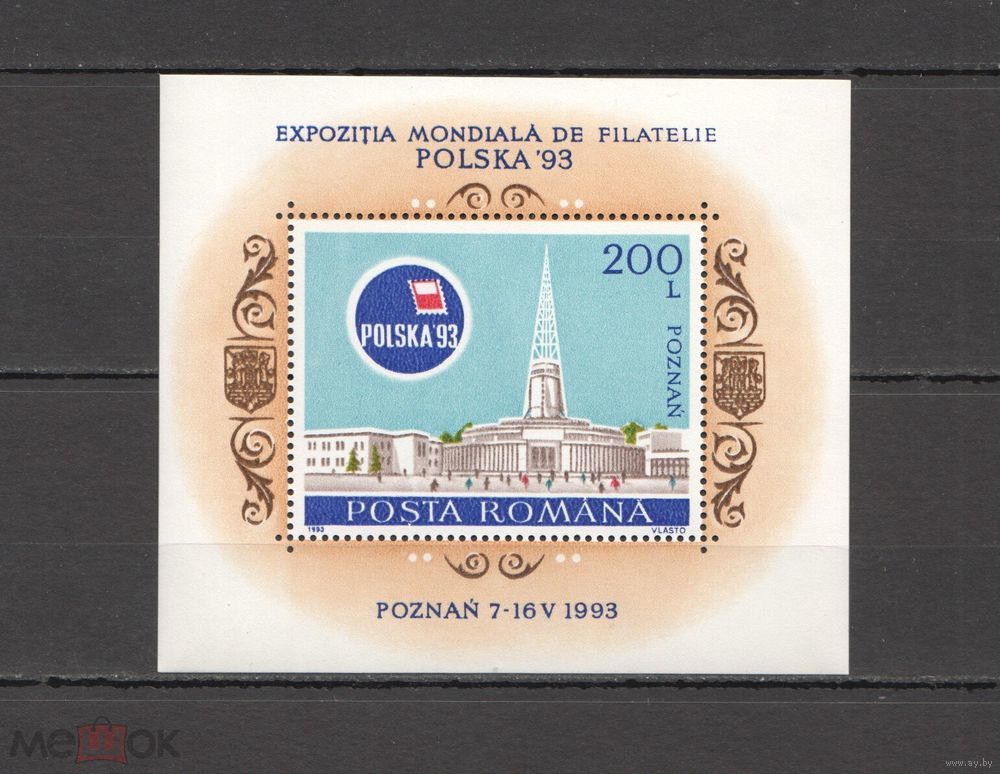 EXPOZIȚIA MONDIALĂ DE FILATELIE
POLSKA '93
200
L
POZNAŃ
POLSKA'93
POȘTA ROMÂNĂ
1993
VLASTO
POZNAŃ 7-16 V 1993
мешок
www.ay.by